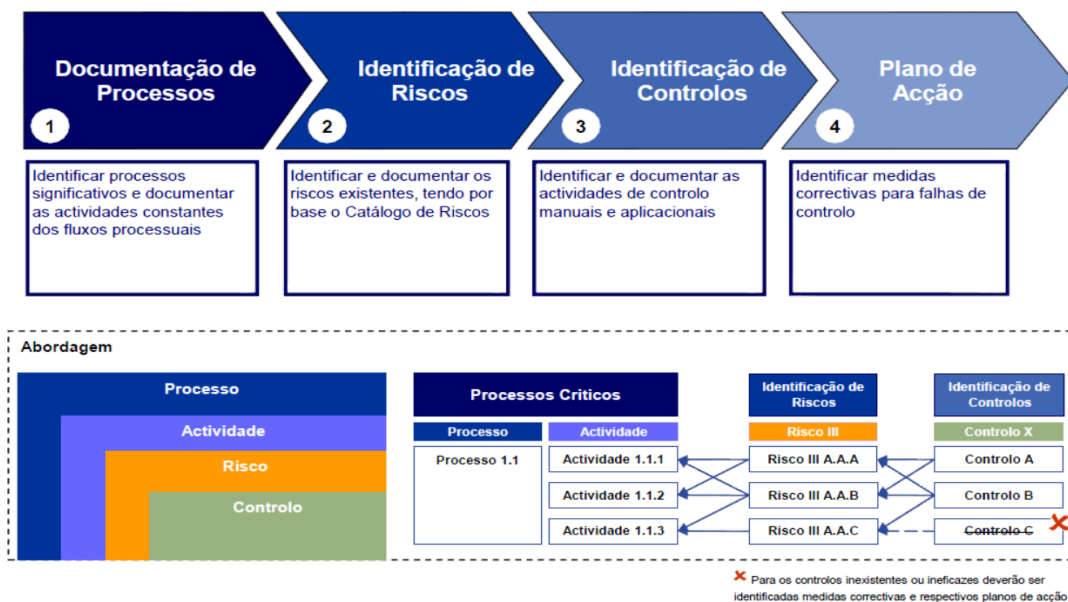 Documentação de
Processos
1
Identificação de
Riscos
2
Identificação de
Controlos
3
Plano de
Acção
4
Identificar processos
significativos e documentar
as actividades constantes
dos fluxos processuais
Identificar e documentar os
riscos existentes, tendo por
base o Catálogo de Riscos
Identificar e documentar as
actividades de controlo
manuais e aplicacionais
Identificar medidas
correctivas para falhas de
controlo
Abordagem
Processo
Actividade
Risco
Controlo
Processos Criticos
Identificação de
Riscos
Identificação de
Controlos
Processo
Actividade
Risco III
Controlo X
Processo 1.1
Actividade 1.1.1
Risco III A.A.A
Controlo A
Actividade 1.1.2
Risco III A.A.B
Controlo B
Actividade 1.1.3
Risco III A.A.C
Controlo C
Para os controlos inexistentes ou ineficazes deverão ser
identificadas medidas correctivas e respectivos planos de acção